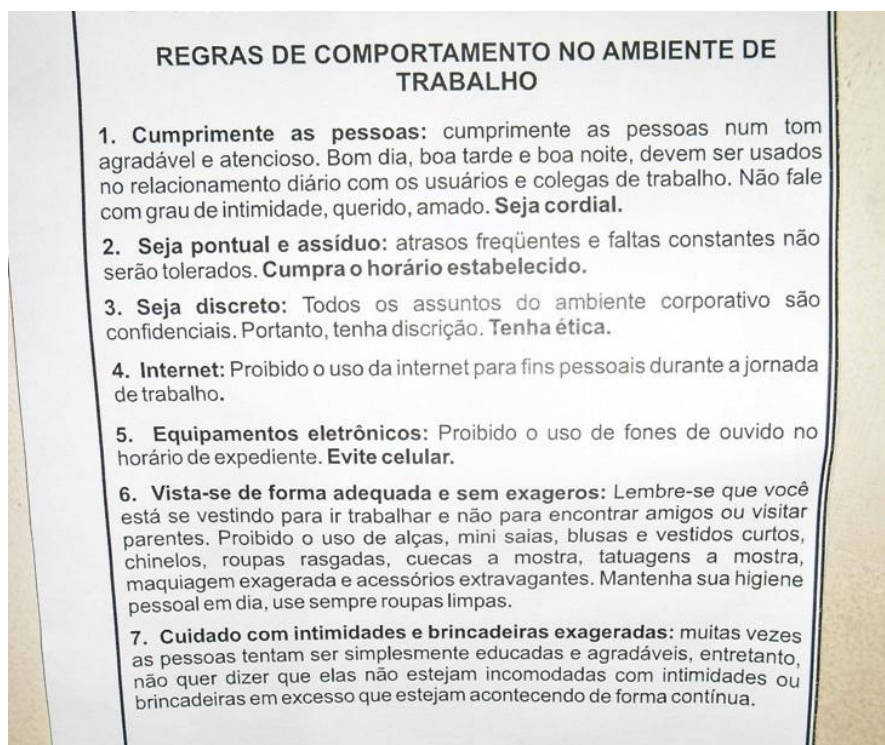 REGRAS DE COMPORTAMENTO NO AMBIENTE DE
TRABALHO
1. Cumprimente as pessoas: cumprimente as pessoas num tom
agradável e atencioso. Bom dia, boa tarde e boa noite, devem ser usados
no relacionamento diário com os usuários e colegas de trabalho. Não fale
com grau de intimidade, querido, amado. Seja cordial.
2. Seja pontual e assíduo: atrasos freqüentes e faltas constantes não
serão tolerados. Cumpra o horário estabelecido.
3. Seja discreto: Todos os assuntos do ambiente corporativo são
confidenciais. Portanto, tenha discrição. Tenha ética.
4. Internet: Proibido o uso da internet para fins pessoais durante a jornada
de trabalho.
5. Equipamentos eletrônicos: Proibido o uso de fones de ouvido no
horário de expediente. Evite celular.
6. Vista-se de forma adequada e sem exageros: Lembre-se que você
está se vestindo para ir trabalhar e não para encontrar amigos ou visitar
parentes. Proibido o uso de alças, mini saias, blusas e vestidos curtos,
chinelos, roupas rasgadas, cuecas a mostra, tatuagens a mostra,
maquiagem exagerada e acessórios extravagantes. Mantenha sua higiene
pessoal em dia, use sempre roupas limpas.
7. Cuidado com intimidades e brincadeiras exageradas: muitas vezes
as pessoas tentam ser simplesmente educadas e agradáveis, entretanto,
não quer dizer que elas não estejam incomodadas com intimidades ou
brincadeiras em excesso que estejam acontecendo de forma contínua.